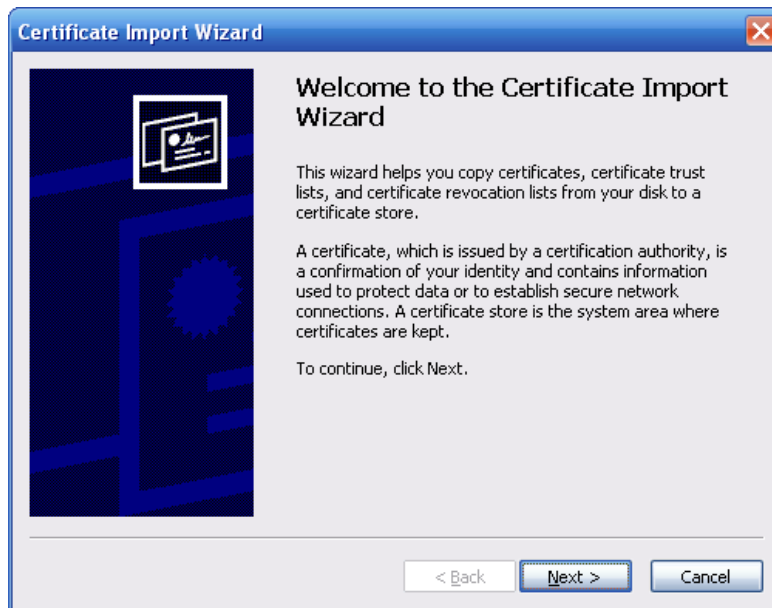 Certificate Import Wizard
Welcome to the Certificate Import
Wizard
This wizard helps you copy certificates, certificate trust
lists, and certificate revocation lists from your disk to a
certificate store.
A certificate, which is issued by a certification authority, is
a confirmation of your identity and contains information
used to protect data or to establish secure network
connections. A certificate store is the system area where
certificates are kept.
To continue, click Next.
< Back
Next >
Cancel